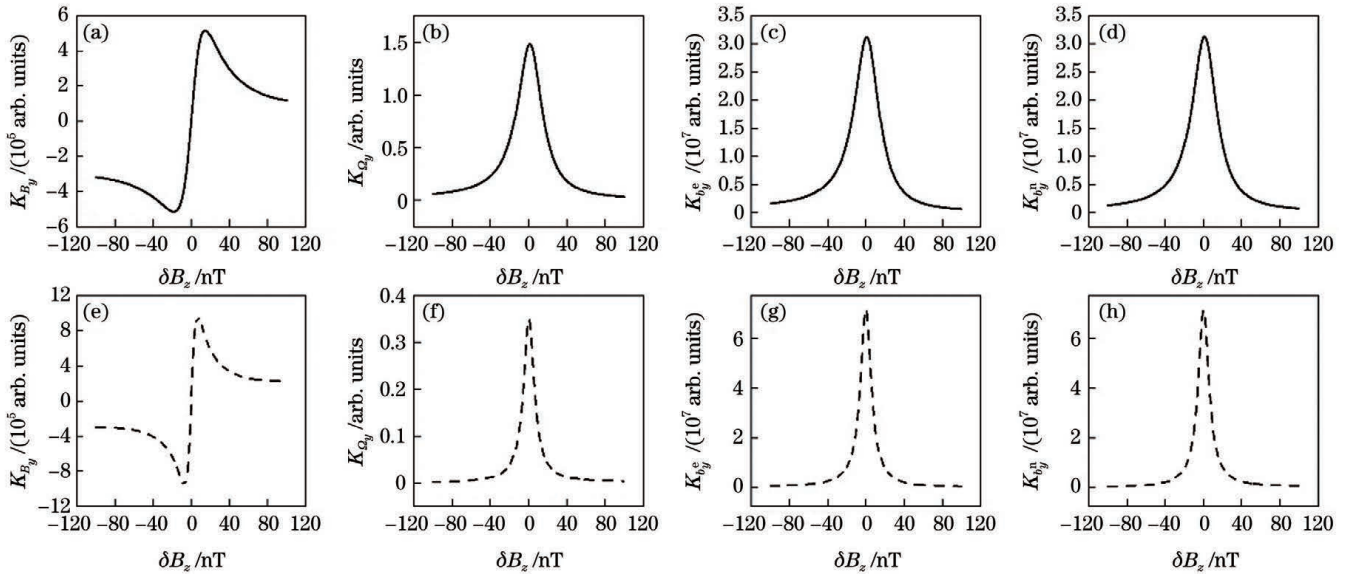 (a)
K_{B_y} /(10^5 arb. units)
6
4
2
0
−2
−4
−6
−120 −80 −40 0 40 80 120
δB_z /nT
(b)
K_{Ω_y} /arb. units
1.5
1.0
0.5
0
−120 −80 −40 0 40 80 120
δB_z /nT
(c)
K_{b_y^e} /(10^7 arb. units)
3.5
3.0
2.5
2.0
1.5
1.0
0.5
0
−120 −80 −40 0 40 80 120
δB_z /nT
(d)
K_{b_y^n} /(10^7 arb. units)
3.5
3.0
2.5
2.0
1.5
1.0
0.5
0
−120 −80 −40 0 40 80 120
δB_z /nT
(e)
K_{B_y} /(10^5 arb. units)
12
8
4
0
−4
−8
−12
−120 −80 −40 0 40 80 120
δB_z /nT
(f)
K_{Ω_y} /arb. units
0.4
0.3
0.2
0.1
0
−120 −80 −40 0 40 80 120
δB_z /nT
(g)
K_{b_y^e} /(10^7 arb. units)
6
4
2
0
−120 −80 −40 0 40 80 120
δB_z /nT
(h)
K_{b_y^n} /(10^7 arb. units)
6
4
2
0
−120 −80 −40 0 40 80 120
δB_z /nT